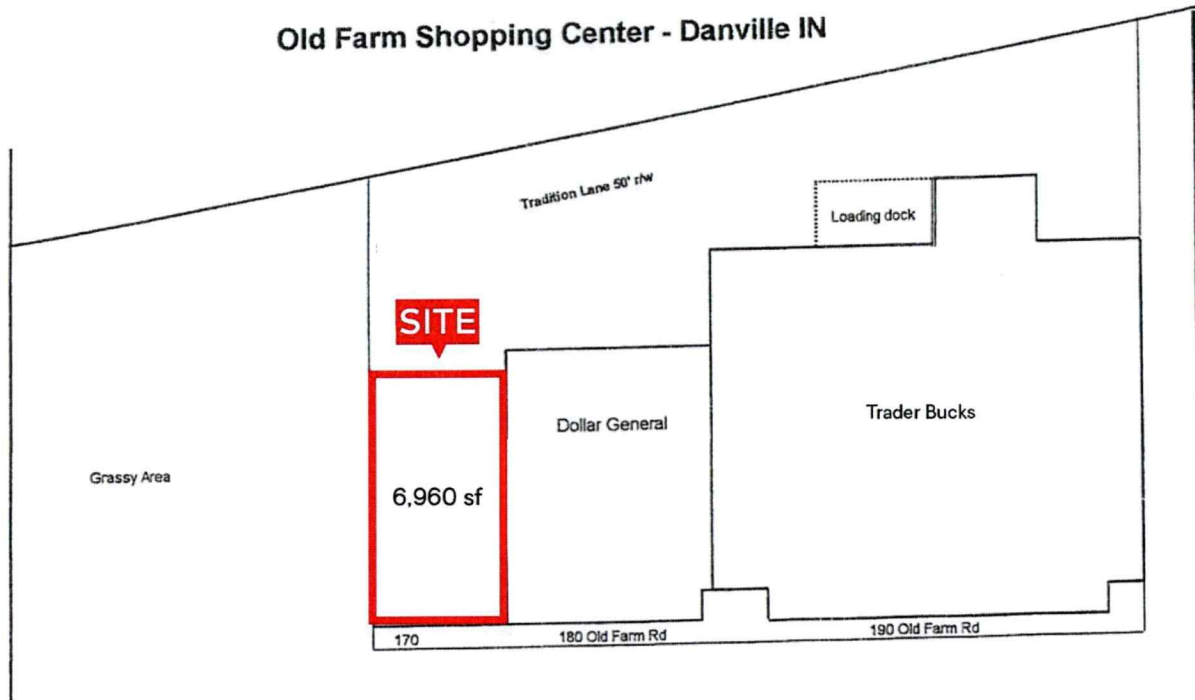 Old Farm Shopping Center - Danville IN
Tradition Lane 50' r/w
Loading dock
SITE
Trader Bucks
Dollar General
Grassy Area
6,960 sf
170
180 Old Farm Rd
190 Old Farm Rd